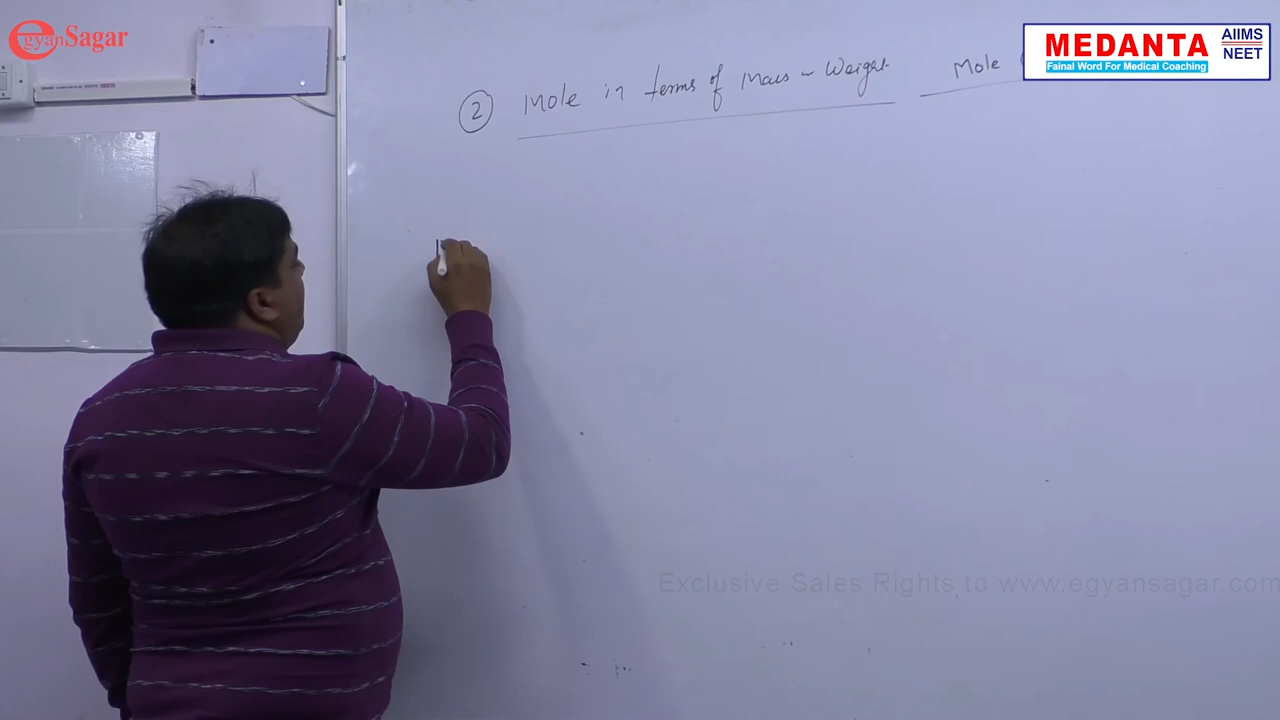 egyanSagar
MEDANTA AIIMS NEET
Fainal Word For Medical Coaching
② Mole in terms of Mass Weight Mole
Exclusive Sales Rights to www.egyansagar.com